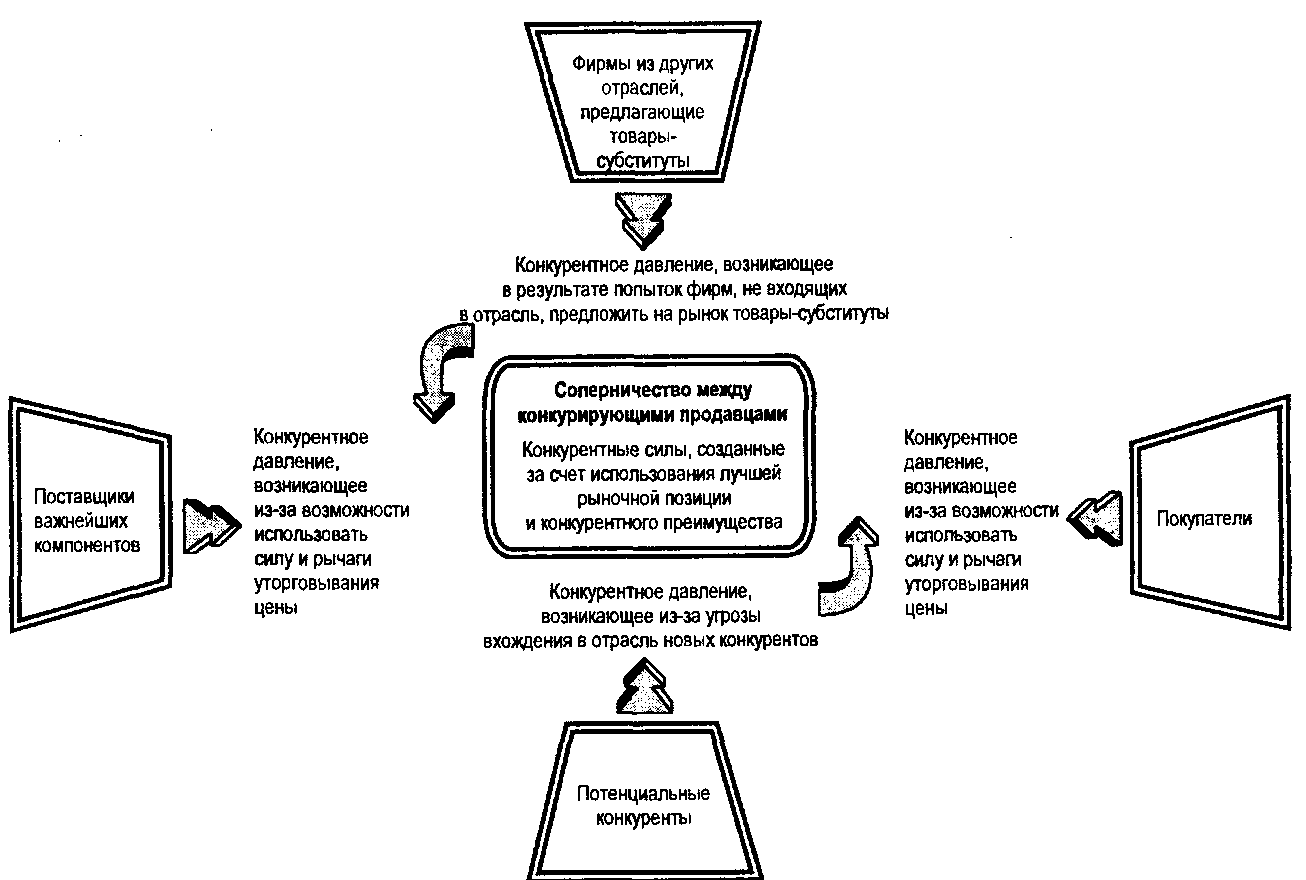 Фирмы из других
отраслей,
предлагающие
товары-
субституты
Конкурентное давление, возникающее
в результате попыток фирм, не входящих
в отрасль, предложить на рынок товары-субституты
Соперничество между
конкурирующими продавцами
Конкурентные силы, созданные
за счет использования лучшей
рыночной позиции
и конкурентного преимущества
Поставщики
важнейших
компонентов
Конкурентное
давление,
возникающее
из-за возможности
использовать
силу и рычаги
уторговывания
цены
Конкурентное
давление,
возникающее
из-за возможности
использовать
силу и рычаги
уторговывания
цены
Покупатели
Конкурентное давление,
возникающее из-за угрозы
вхождения в отрасль новых конкурентов
Потенциальные
конкуренты